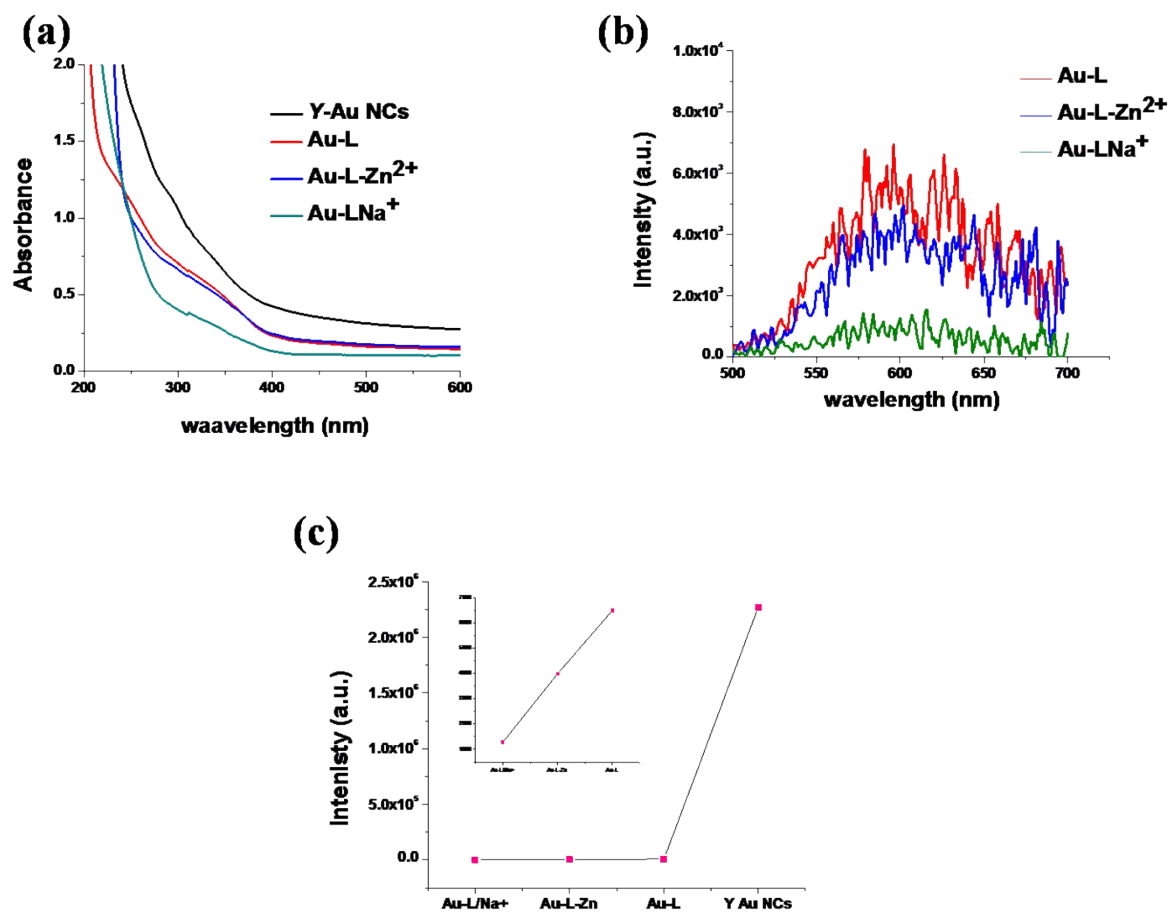 (a)
2.0
1.5
1.0
0.5
0.0
200 300 400 500 600
Absorbance
waavelength (nm)
Y-Au NCs
Au-L
Au-L-Zn2+
Au-LNa+
(b)
1.0x10⁴
8.0x10³
6.0x10³
4.0x10³
2.0x10³
0.0
500 550 600 650 700
Intensity (a.u.)
wavelength (nm)
Au-L
Au-L-Zn2+
Au-LNa+
(c)
2.5x10⁶
2.0x10⁶
1.5x10⁶
1.0x10⁶
5.0x10⁵
0.0
Intenisty (a.u.)
Au-L/Na+ Au-L-Zn Au-L Y Au NCs
Au-L-Zn Au-L